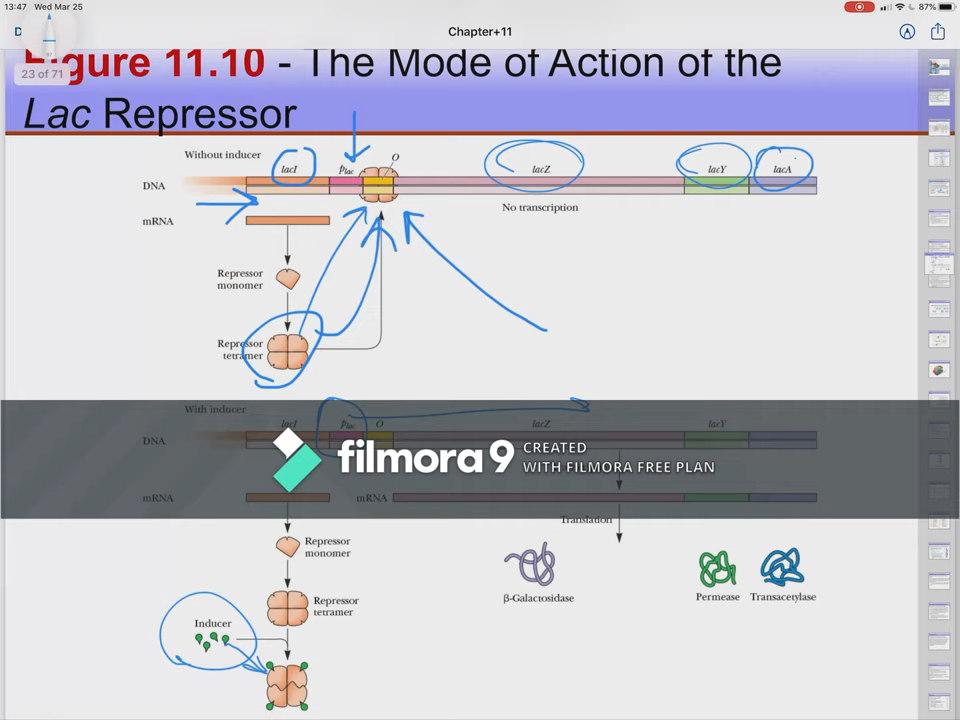 13:47 Wed Mar 25
87%
D
Chapter+11
23 of 71
Figure 11.10 - The Mode of Action of the
Lac Repressor
Without inducer
lacI
plac
O
lacZ
lacY
lacA
DNA
No transcription
mRNA
Repressor
monomer
Repressor
tetramer
With inducer
lacI
plac
O
lacZ
lacY
DNA
filmora9
CREATED
WITH FILMORA FREE PLAN
mRNA
mRNA
Translation
Repressor
monomer
β-Galactosidase
Permease
Transacetylase
Repressor
tetramer
Inducer